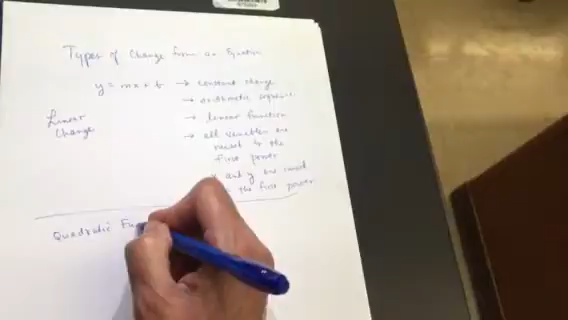 Types of Change from an Equation
y = mx + b → constant change
→ arithmetic sequence
Linear
Change
→ linear function
→ all variables are
raised to the
first power
x and y are raised
the first power
Quadratic Fun